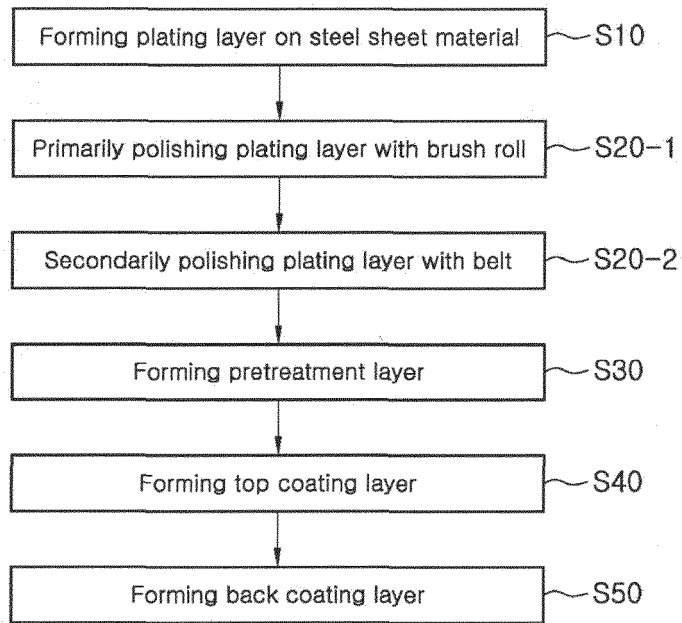 Forming plating layer on steel sheet material S10
Primarily polishing plating layer with brush roll S20-1
Secondarily polishing plating layer with belt S20-2
Forming pretreatment layer S30
Forming top coating layer S40
Forming back coating layer S50